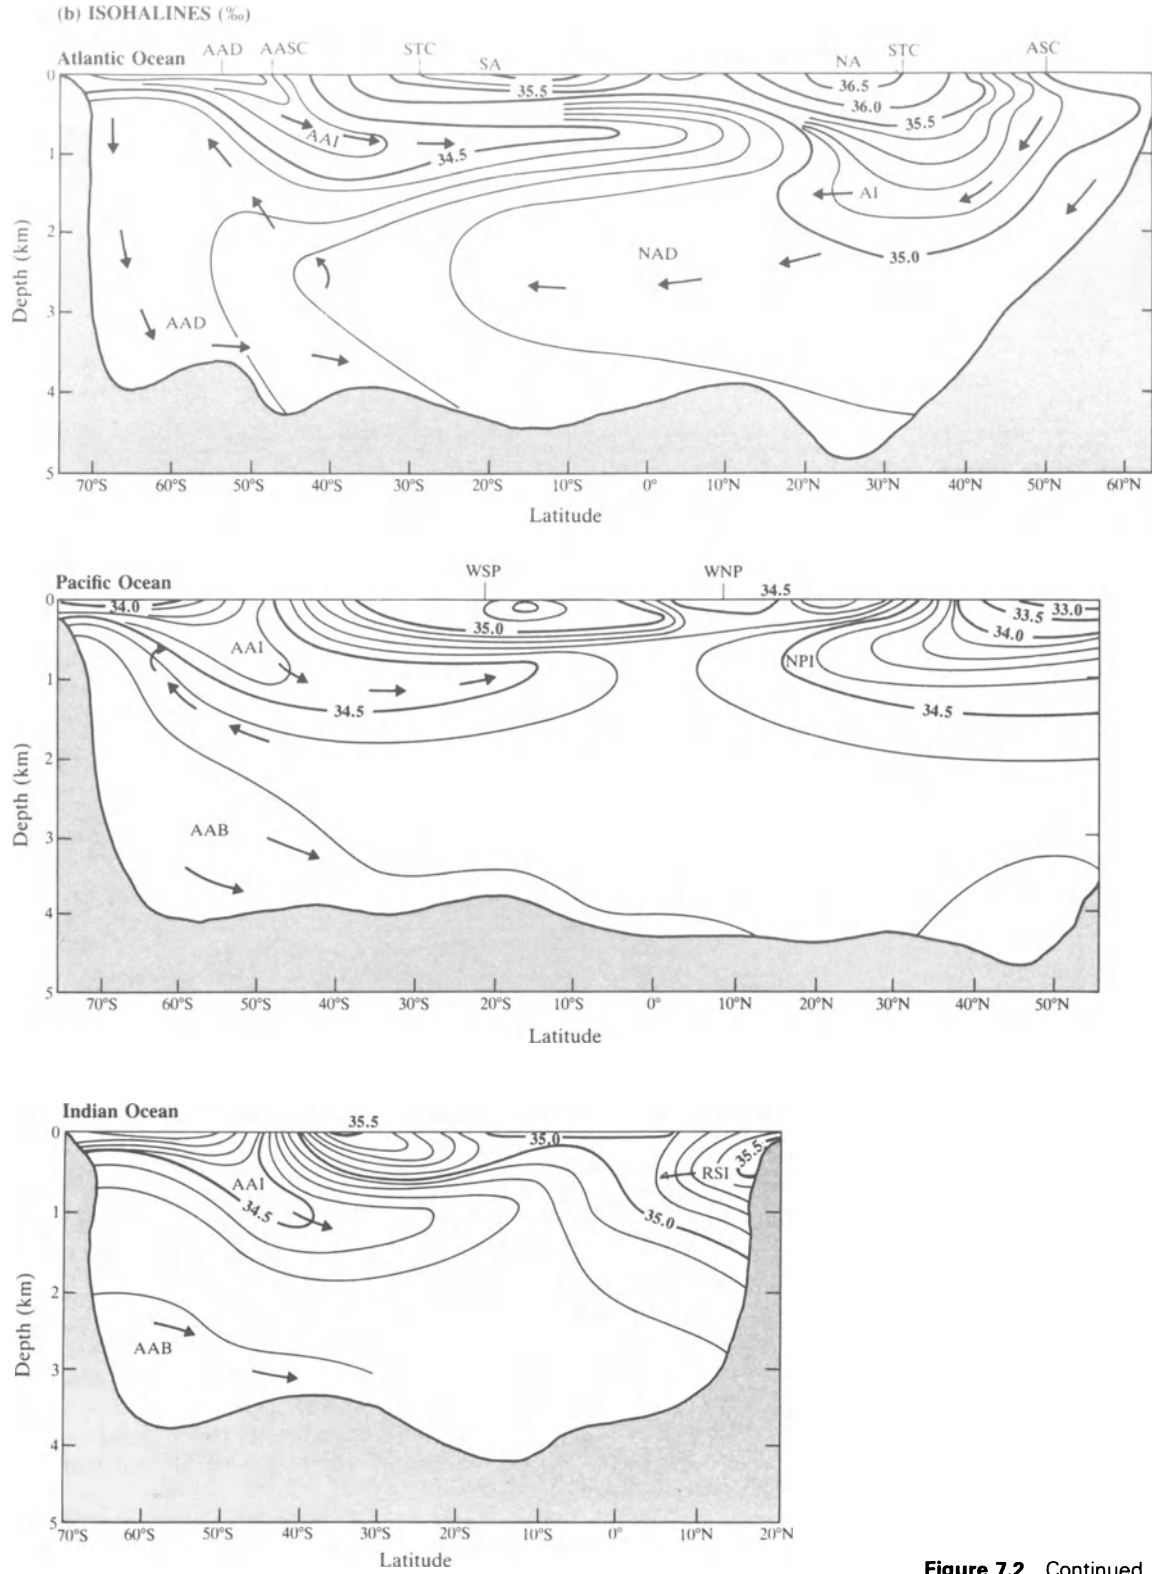 (b) ISOHALINES (‰)
Atlantic Ocean
AAD AASC STC SA NA STC ASC
0
35.5
36.5
36.0
35.5
AAI
34.5
1
AI
2
35.0
NAD
3
AAD
4
5
Depth (km)
70°S 60°S 50°S 40°S 30°S 20°S 10°S 0° 10°N 20°N 30°N 40°N 50°N 60°N
Latitude
Pacific Ocean
WSP WNP
34.5
0
34.0
35.0
33.0
33.5
34.0
AAI
NPI
1
34.5
34.5
2
AAB
3
4
5
Depth (km)
70°S 60°S 50°S 40°S 30°S 20°S 10°S 0° 10°N 20°N 30°N 40°N 50°N
Latitude
Indian Ocean
35.5
0
35.0
35.5
RSI
AAI
34.5
1
35.0
2
AAB
3
4
5
Depth (km)
70°S 60°S 50°S 40°S 30°S 20°S 10°S 0° 10°N 20°N
Latitude
Figure 7.2 Continued